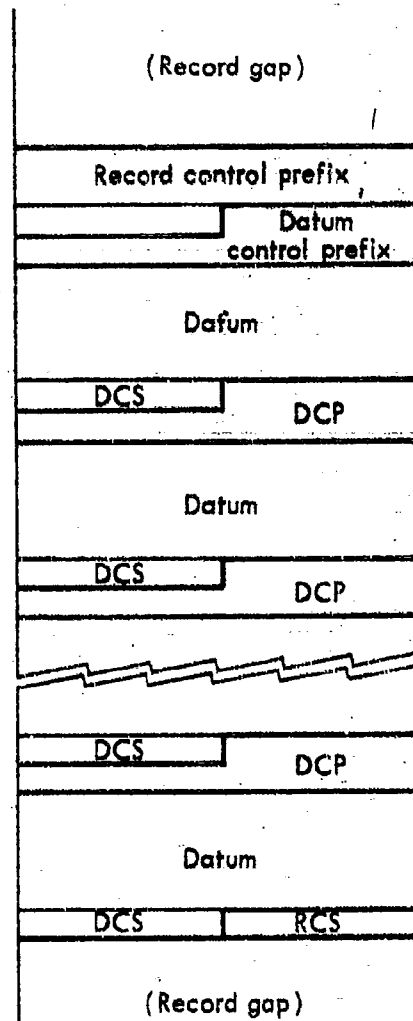 (Record gap)
Record control prefix
Datum
control prefix
Datum
DCS
DCP
Datum
DCS
DCP
DCS
DCP
Datum
DCS RCS
(Record gap)